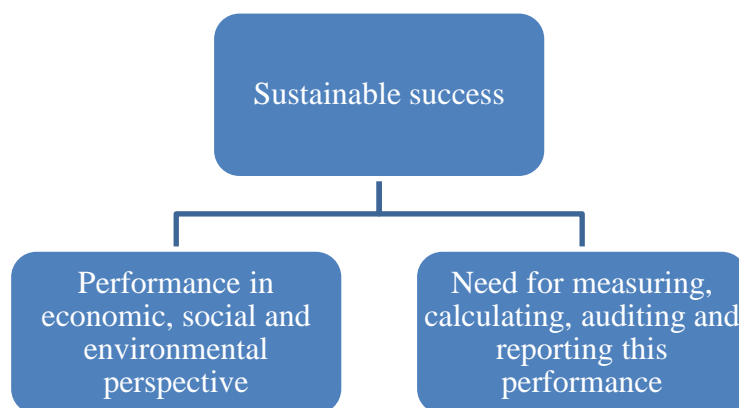 Sustainable success
Performance in
economic, social and
environmental
perspective
Need for measuring,
calculating, auditing and
reporting this
performance